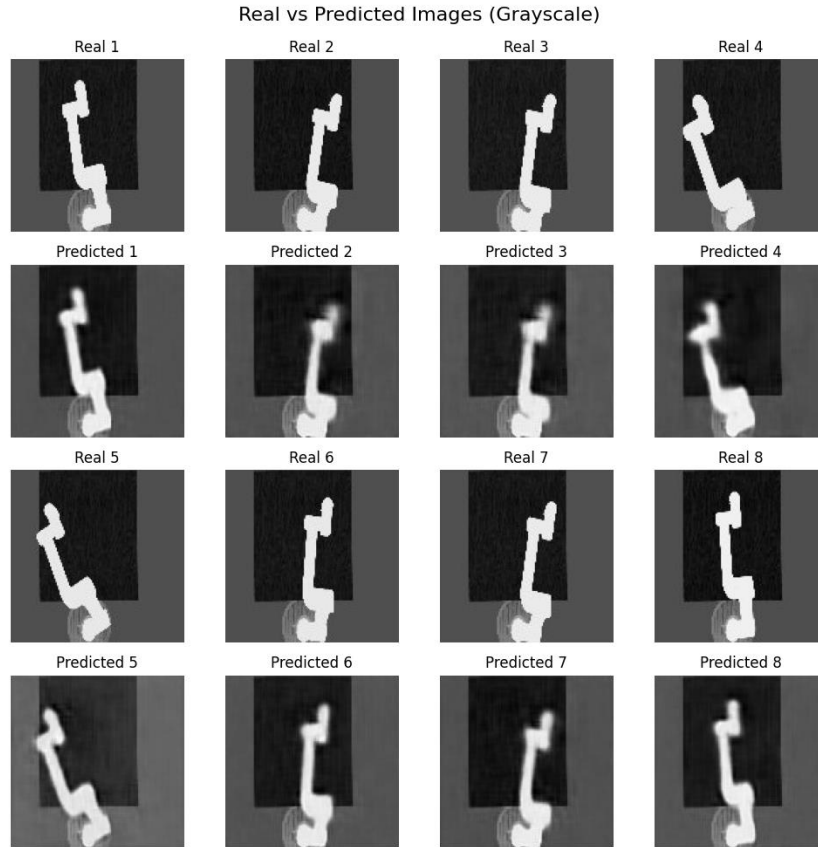 Real vs Predicted Images (Grayscale)
Real 1 Real 2 Real 3 Real 4
Predicted 1 Predicted 2 Predicted 3 Predicted 4
Real 5 Real 6 Real 7 Real 8
Predicted 5 Predicted 6 Predicted 7 Predicted 8